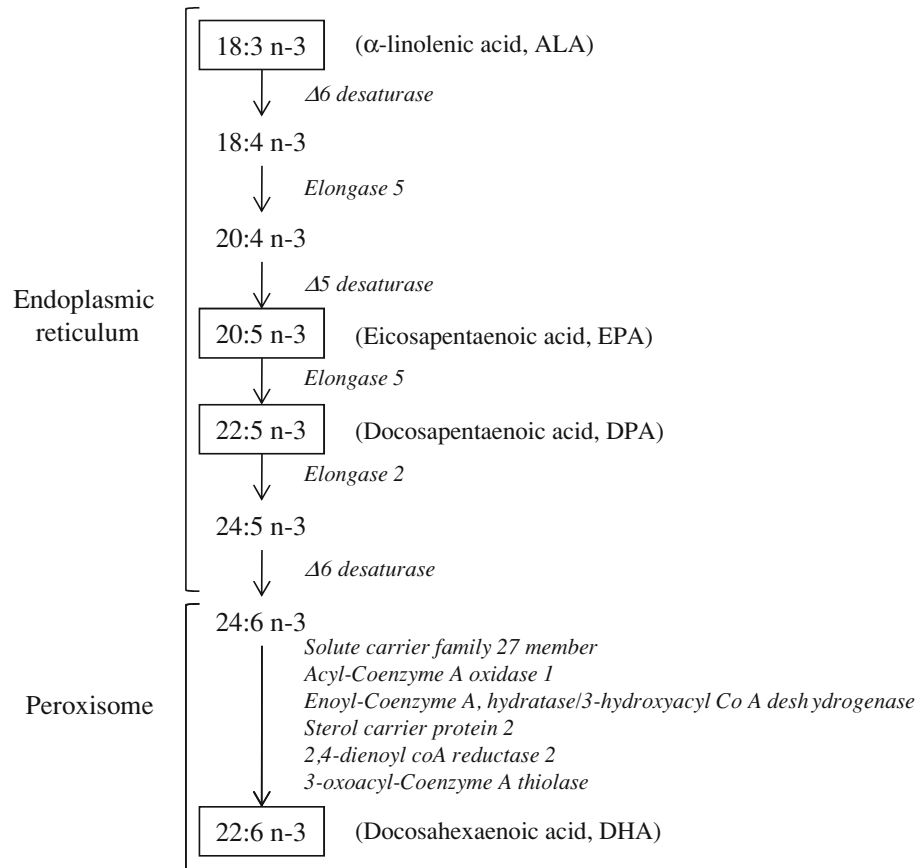 18:3 n-3 (α-linolenic acid, ALA)
Δ6 desaturase
18:4 n-3
Elongase 5
20:4 n-3
Δ5 desaturase
Endoplasmic
reticulum
20:5 n-3 (Eicosapentaenoic acid, EPA)
Elongase 5
22:5 n-3 (Docosapentaenoic acid, DPA)
Elongase 2
24:5 n-3
Δ6 desaturase
24:6 n-3
Solute carrier family 27 member
Acyl-Coenzyme A oxidase 1
Enoyl-Coenzyme A, hydratase/3-hydroxyacyl Co A desh ydrogenase
Peroxisome
Sterol carrier protein 2
2,4-dienoyl coA reductase 2
3-oxoacyl-Coenzyme A thiolase
22:6 n-3 (Docosahexaenoic acid, DHA)